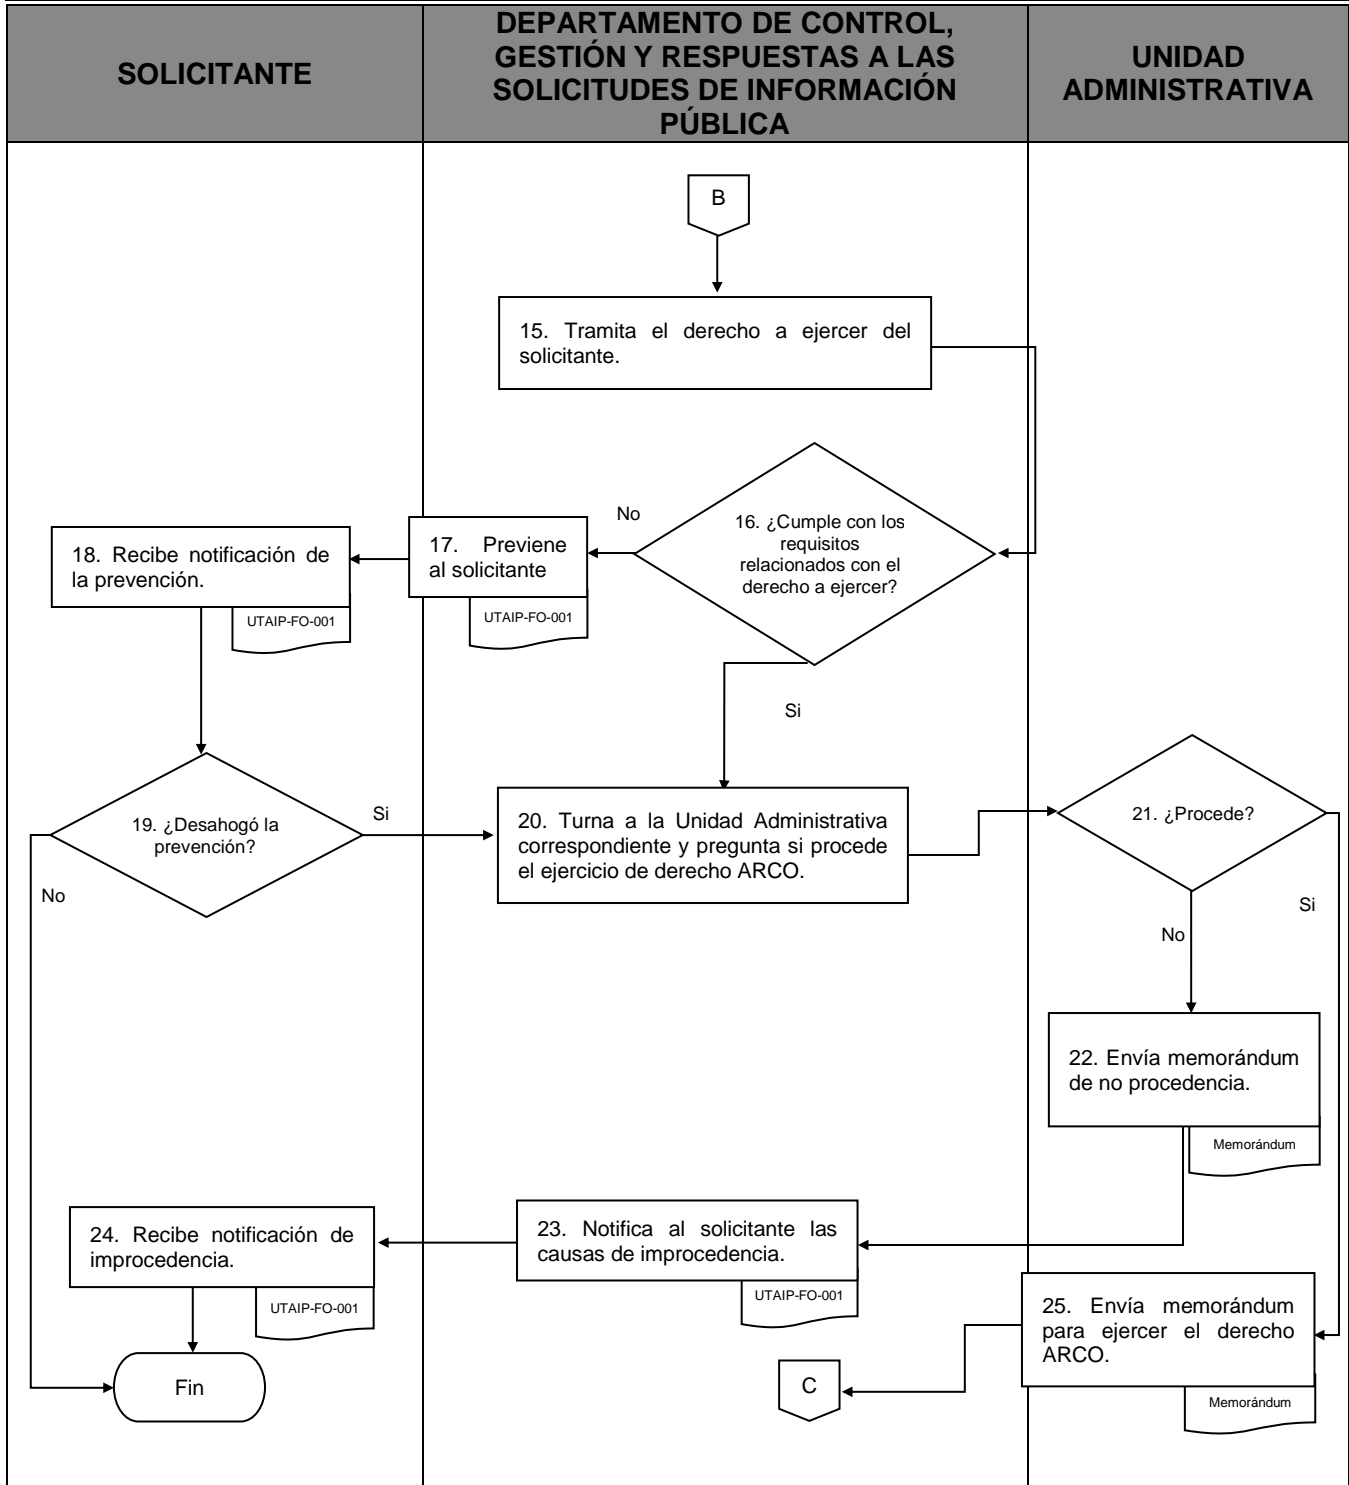 SOLICITANTE
DEPARTAMENTO DE CONTROL,
GESTIÓN Y RESPUESTAS A LAS
SOLICITUDES DE INFORMACIÓN
PÚBLICA
UNIDAD
ADMINISTRATIVA
B
15. Tramita el derecho a ejercer del
solicitante.
16. ¿Cumple con los
requisitos
relacionados con el
derecho a ejercer?
No
17. Previene
al solicitante
UTAIP-FO-001
18. Recibe notificación de
la prevención.
UTAIP-FO-001
Si
19. ¿Desahogó la
prevención?
Si
No
20. Turna a la Unidad Administrativa
correspondiente y pregunta si procede
el ejercicio de derecho ARCO.
21. ¿Procede?
Si
No
22. Envía memorándum
de no procedencia.
Memorándum
23. Notifica al solicitante las
causas de improcedencia.
UTAIP-FO-001
24. Recibe notificación de
improcedencia.
UTAIP-FO-001
25. Envía memorándum
para ejercer el derecho
ARCO.
Memorándum
Fin
C